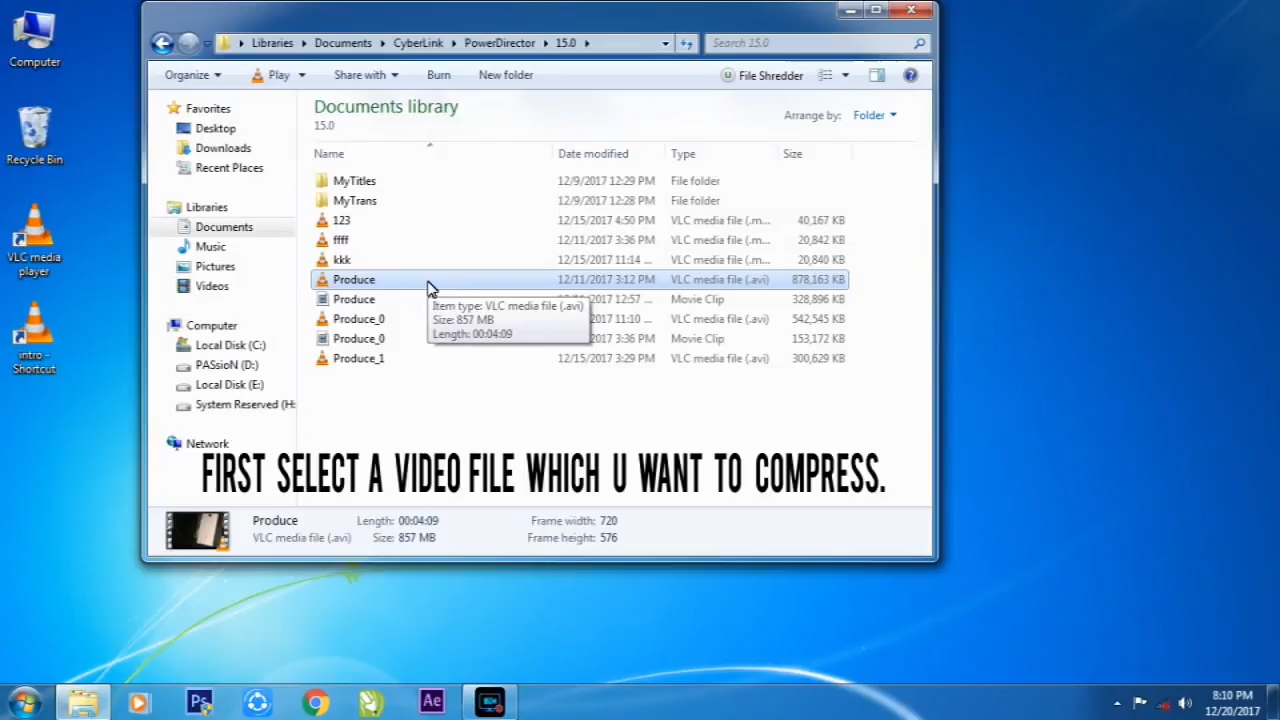 Computer
Recycle Bin
VLC media
player
intro -
Shortcut
Libraries
Documents
CyberLink
PowerDirector
15.0
Search 15.0
Organize
Play
Share with
Burn
New folder
File Shredder
Favorites
Desktop
Downloads
Recent Places
Libraries
Documents
Music
Pictures
Videos
Computer
Local Disk (C:)
PASsioN (D:)
Local Disk (E:)
System Reserved (H:
Network
Documents library
15.0
Arrange by: Folder
Name Date modified Type Size
MyTitles 12/9/2017 12:29 PM File folder
MyTrans 12/9/2017 12:28 PM File folder
123 12/15/2017 4:50 PM VLC media file (.m... 40,167 KB
ffff 12/11/2017 3:36 PM VLC media file (.m... 20,842 KB
kkk 12/15/2017 11:14 ... VLC media file (.m... 20,840 KB
Produce 12/11/2017 3:12 PM VLC media file (.avi) 878,163 KB
Produce 12:57 ... Movie Clip 328,896 KB
Produce_0 2017 11:10 ... VLC media file (.avi) 542,545 KB
Produce_0 2017 3:36 PM Movie Clip 153,172 KB
Produce_1 12/15/2017 3:29 PM VLC media file (.avi) 300,629 KB
Item type: VLC media file (.avi)
Size: 857 MB
Length: 00:04:09
FIRST SELECT A VIDEO FILE WHICH U WANT TO COMPRESS.
Produce Length: 00:04:09 Frame width: 720
VLC media file (.avi) Size: 857 MB Frame height: 576
Ps
Ae
8:10 PM
12/20/2017